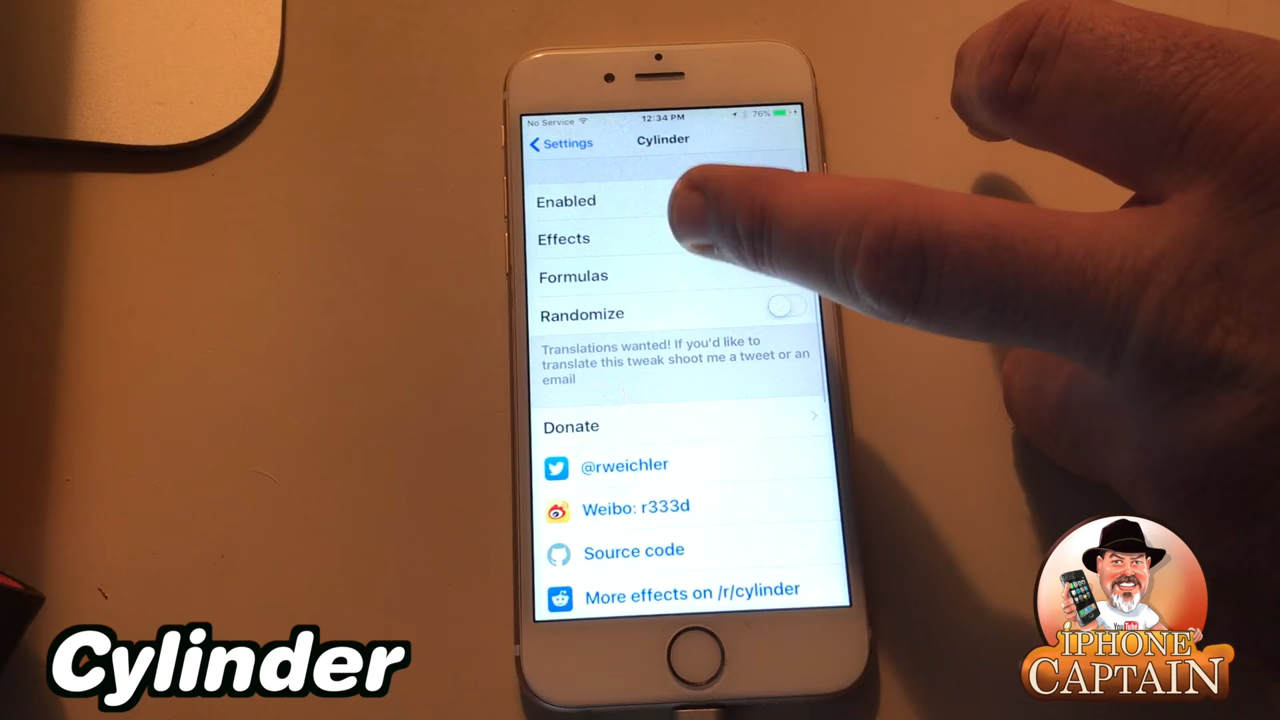 No Service 12:34 PM 76%
Settings Cylinder
Enabled
Effects
Formulas
Randomize
Translations wanted! If you'd like to
translate this tweak shoot me a tweet or an
email
Donate
@rweichler
Weibo: r333d
Source code
More effects on /r/cylinder
Cylinder
YouTube
iPHONE
CAPTAIN